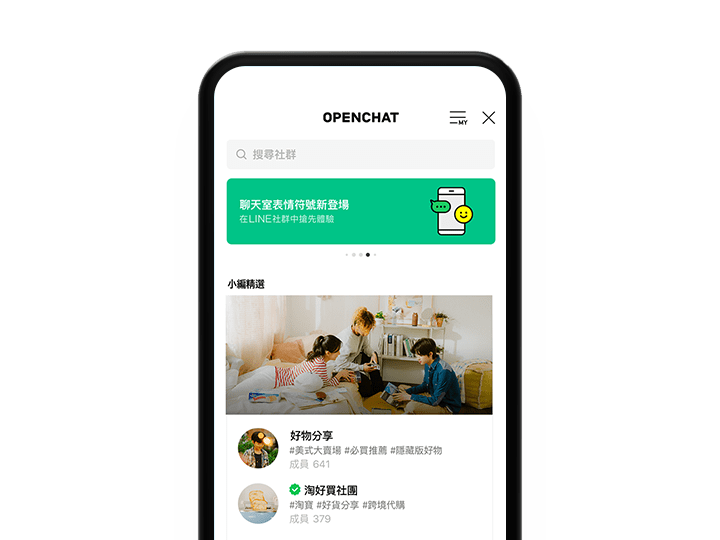 OPENCHAT
MY
搜尋社群
聊天室表情符號新登場
在LINE社群中搶先體驗
小編精選
好物分享
#美式大賣場 #必買推薦 #隱藏版好物
成員 641
淘好買社團
#淘寶 #好貨分享 #跨境代購
成員 379